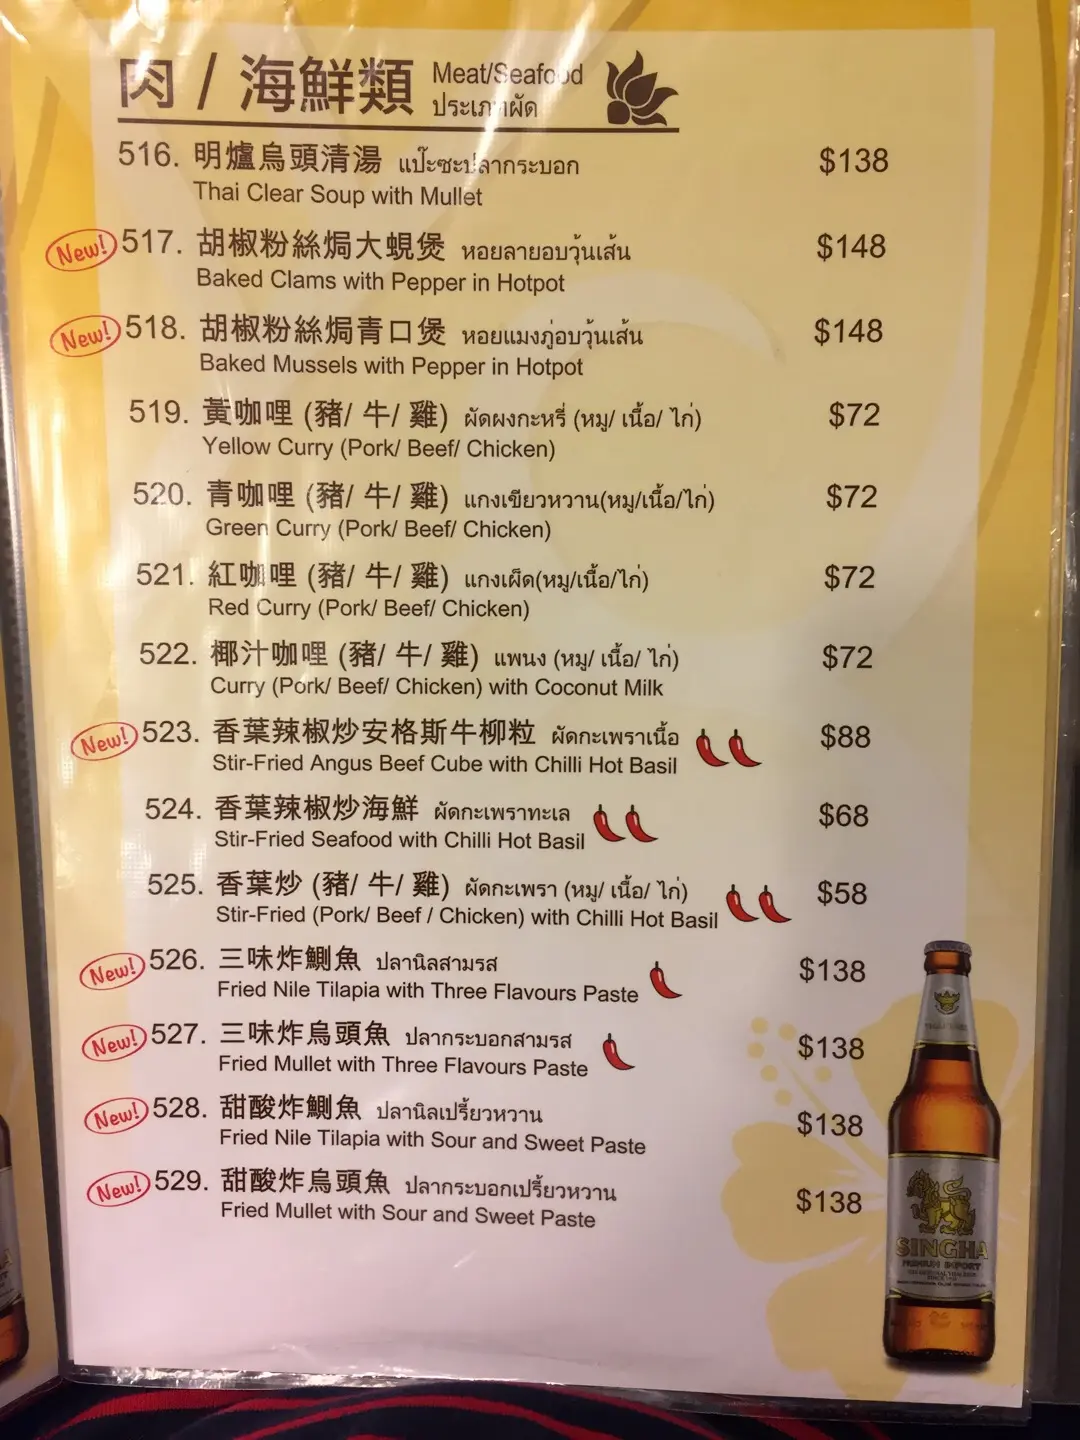 肉 / 海鮮類 Meat/Seafood
ประเภทผัด
516. 明爐烏頭清湯 แป๊ะซะปลากระบอก $138
Thai Clear Soup with Mullet
New! 517. 胡椒粉絲焗大蜆煲 หอยลายอบวุ้นเส้น $148
Baked Clams with Pepper in Hotpot
New! 518. 胡椒粉絲焗青口煲 หอยแมงภู่อบวุ้นเส้น $148
Baked Mussels with Pepper in Hotpot
519. 黃咖哩 (豬/ 牛/ 雞) ผัดผงกะหรี่ (หมู/ เนื้อ/ ไก่) $72
Yellow Curry (Pork/ Beef/ Chicken)
520. 青咖哩 (豬/ 牛/ 雞) แกงเขียวหวาน(หมู/เนื้อ/ไก่) $72
Green Curry (Pork/ Beef/ Chicken)
521. 紅咖哩 (豬/ 牛/ 雞) แกงเผ็ด(หมู/เนื้อ/ไก่) $72
Red Curry (Pork/ Beef/ Chicken)
522. 椰汁咖哩 (豬/ 牛/ 雞) แพนง (หมู/ เนื้อ/ ไก่) $72
Curry (Pork/ Beef/ Chicken) with Coconut Milk
New! 523. 香葉辣椒炒安格斯牛柳粒 ผัดกะเพราเนื้อ $88
Stir-Fried Angus Beef Cube with Chilli Hot Basil
524. 香葉辣椒炒海鮮 ผัดกะเพราทะเล $68
Stir-Fried Seafood with Chilli Hot Basil
525. 香葉炒 (豬/ 牛/ 雞) ผัดกะเพรา (หมู/ เนื้อ/ ไก่) $58
Stir-Fried (Pork/ Beef / Chicken) with Chilli Hot Basil
New! 526. 三味炸鰂魚 ปลานิลสามรส $138
Fried Nile Tilapia with Three Flavours Paste
New! 527. 三味炸烏頭魚 ปลากระบอกสามรส $138
Fried Mullet with Three Flavours Paste
New! 528. 甜酸炸鰂魚 ปลานิลเปรี้ยวหวาน $138
Fried Nile Tilapia with Sour and Sweet Paste
New! 529. 甜酸炸烏頭魚 ปลากระบอกเปรี้ยวหวาน $138
Fried Mullet with Sour and Sweet Paste
SINGHA
PREMIUM IMPORT